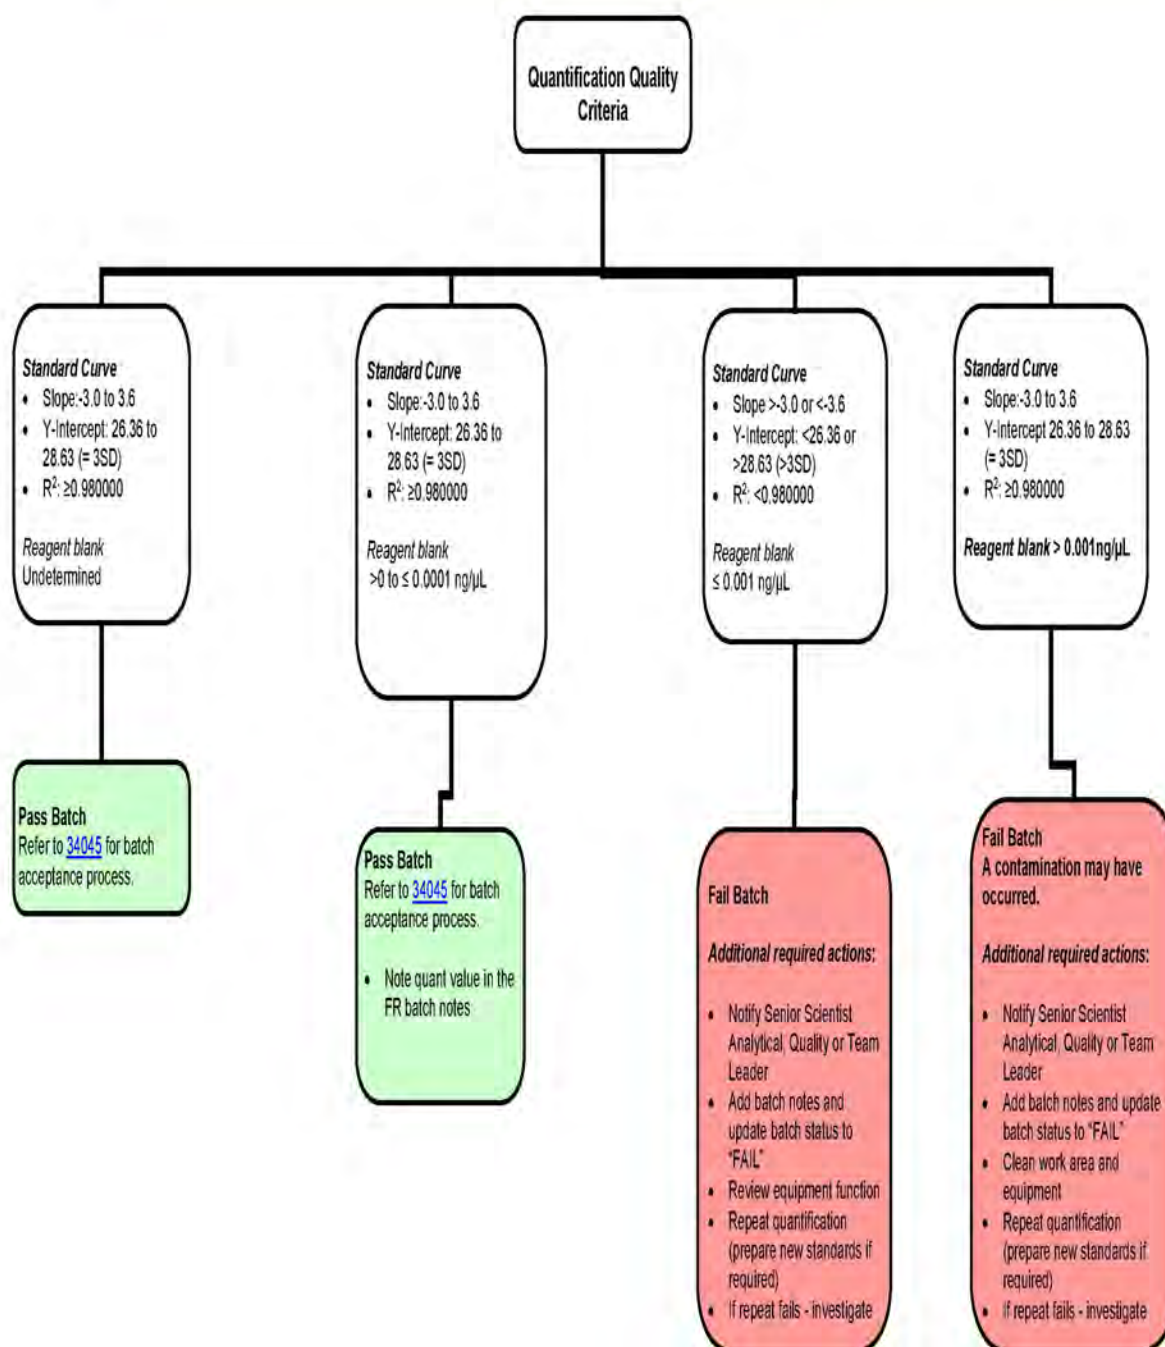 Quantification Quality
Criteria
Standard Curve
• Slope:-3.0 to 3.6
• Y-Intercept: 26.36 to
28.63 (= 3SD)
• R2: ≥0.980000
Reagent blank
Undetermined
Standard Curve
• Slope:-3.0 to 3.6
• Y-Intercept: 26.36 to
28.63 (= 3SD)
• R2: ≥0.980000
Reagent blank
>0 to ≤ 0.0001 ng/µL
Standard Curve
• Slope >-3.0 or <-3.6
• Y-Intercept: <26.36 or
>28.63 (>3SD)
• R2: <0.980000
Reagent blank
≤ 0.001 ng/µL
Standard Curve
• Slope:-3.0 to 3.6
• Y-Intercept 26.36 to 28.63
(= 3SD)
• R2: ≥0.980000
Reagent blank > 0.001ng/µL
Pass Batch
Refer to 34045 for batch
acceptance process.
Pass Batch
Refer to 34045 for batch
acceptance process.
• Note quant value in the
FR batch notes
Fail Batch
Additional required actions:
• Notify Senior Scientist
Analytical, Quality or Team
Leader
• Add batch notes and
update batch status to
“FAIL”
• Review equipment function
• Repeat quantification
(prepare new standards if
required)
• If repeat fails - investigate
Fail Batch
A contamination may have
occurred.
Additional required actions:
• Notify Senior Scientist
Analytical, Quality or Team
Leader
• Add batch notes and update
batch status to “FAIL”
• Clean work area and
equipment
• Repeat quantification
(prepare new standards if
required)
• If repeat fails - investigate